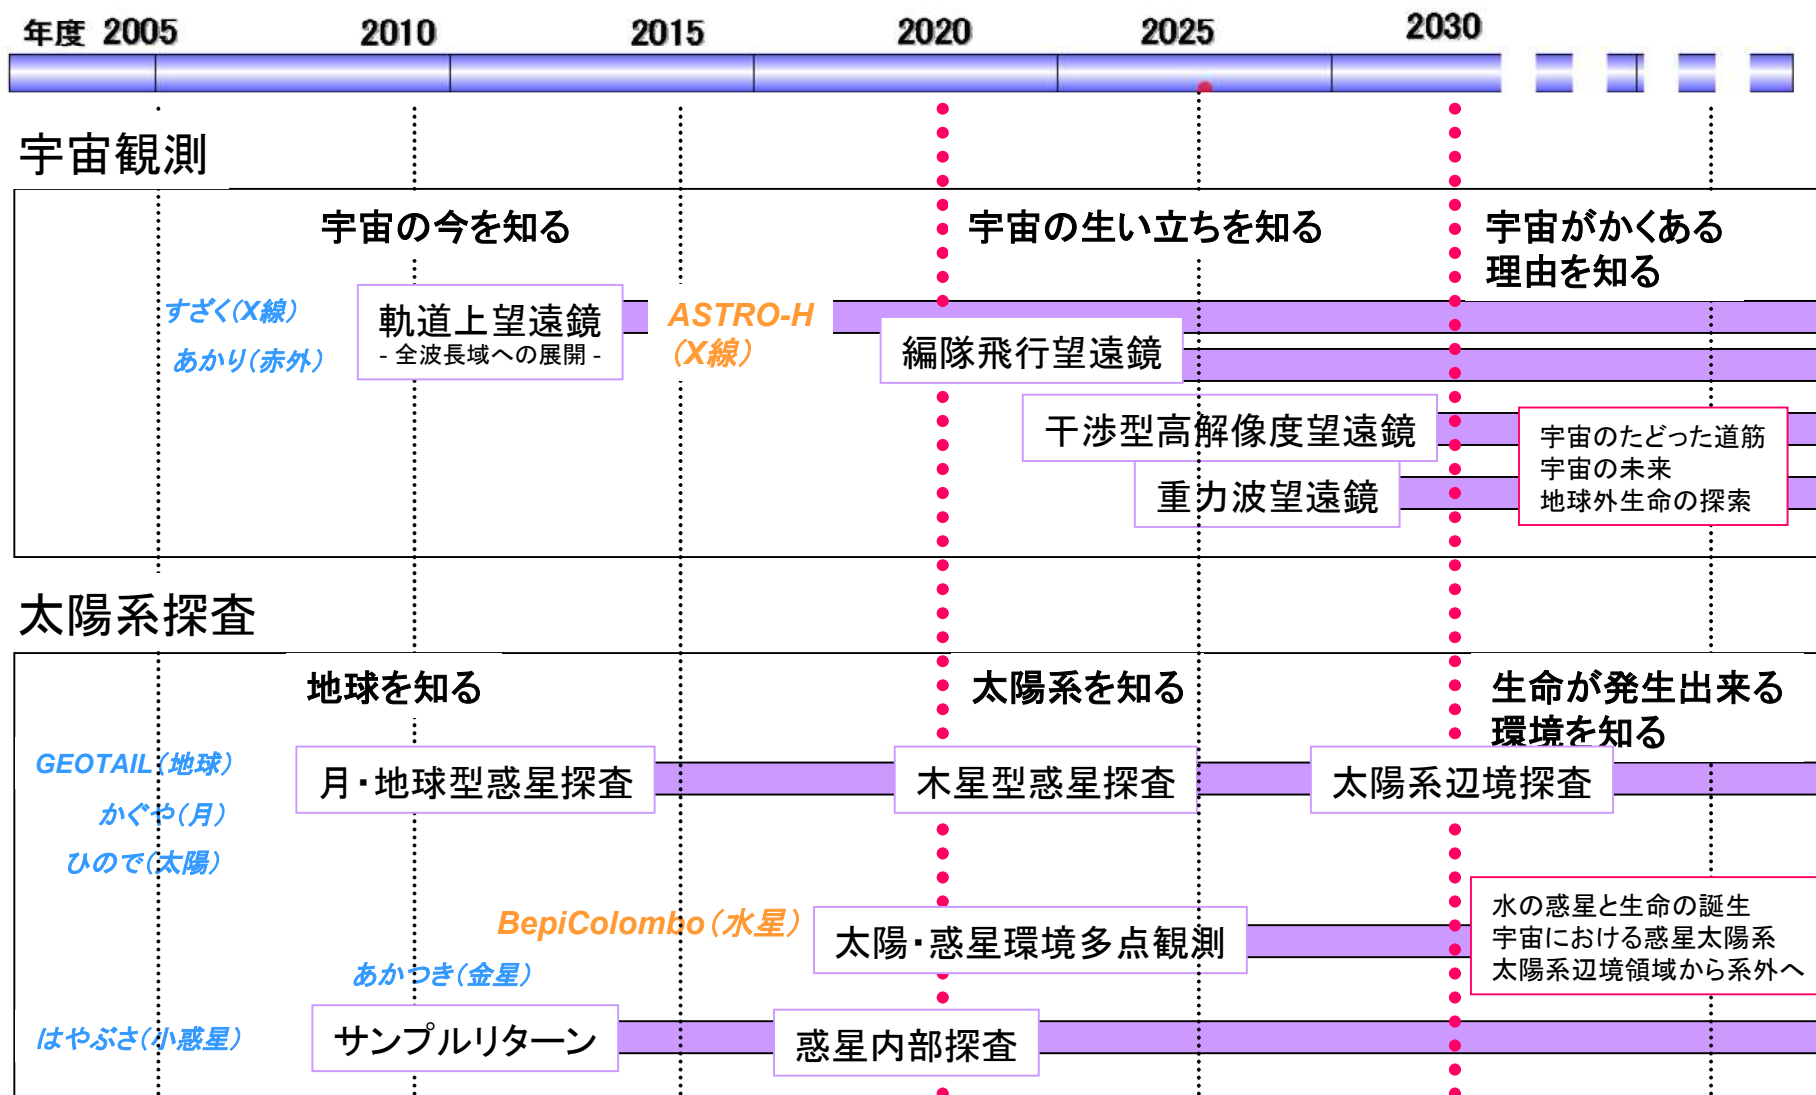 年度 2005 2010 2015 2020 2025 2030
宇宙観測
宇宙の今を知る
宇宙の生い立ちを知る
宇宙がかくある
理由を知る
すざく(X線)
あかり(赤外)
軌道上望遠鏡
- 全波長域への展開 -
ASTRO-H
(X線)
編隊飛行望遠鏡
干渉型高解像度望遠鏡
重力波望遠鏡
宇宙のたどった道筋
宇宙の未来
地球外生命の探索
太陽系探査
地球を知る
太陽系を知る
生命が発生出来る
環境を知る
GEOTAIL(地球)
かぐや(月)
ひので(太陽)
月・地球型惑星探査
木星型惑星探査
太陽系辺境探査
BepiColombo(水星)
太陽・惑星環境多点観測
水の惑星と生命の誕生
宇宙における惑星太陽系
太陽系辺境領域から系外へ
あかつき(金星)
はやぶさ(小惑星)
サンプルリターン
惑星内部探査